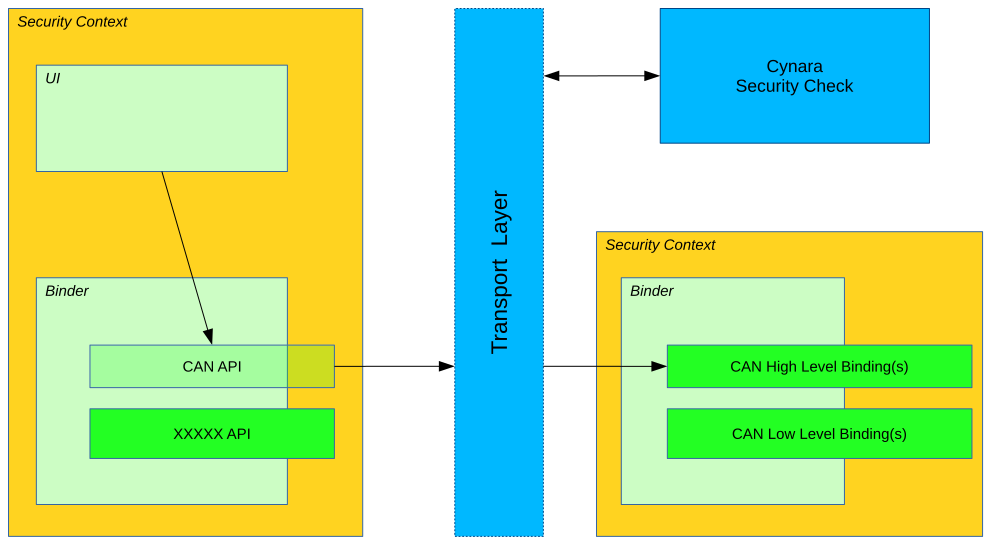 Security Context
UI
Binder
CAN API
XXXXX API
Transport Layer
Cynara
Security Check
Security Context
Binder
CAN High Level Binding(s)
CAN Low Level Binding(s)